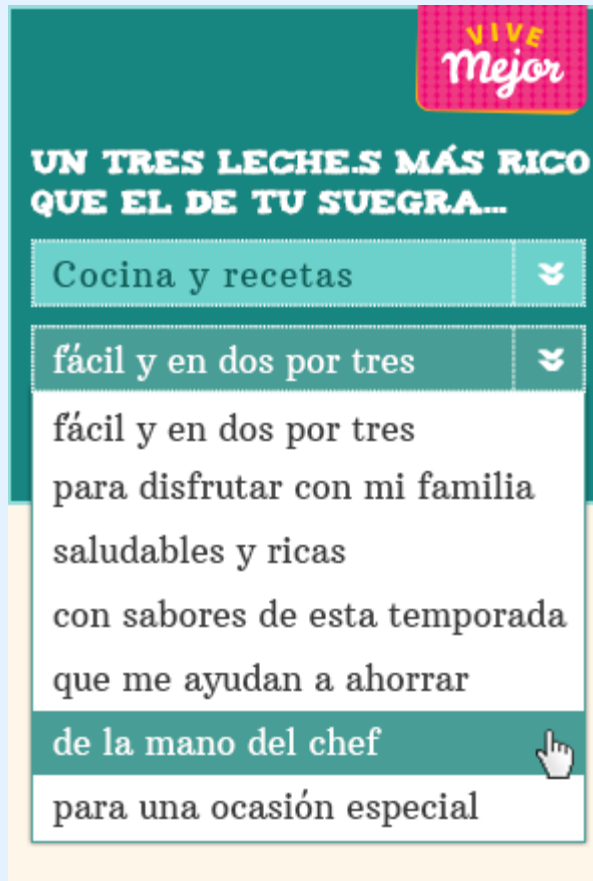 VIVE
Mejor
UN TRES LECHE.S MÁS RICO
QUE EL DE TU SUEGRA...
Cocina y recetas
fácil y en dos por tres
fácil y en dos por tres
para disfrutar con mi familia
saludables y ricas
con sabores de esta temporada
que me ayudan a ahorrar
de la mano del chef
para una ocasión especial